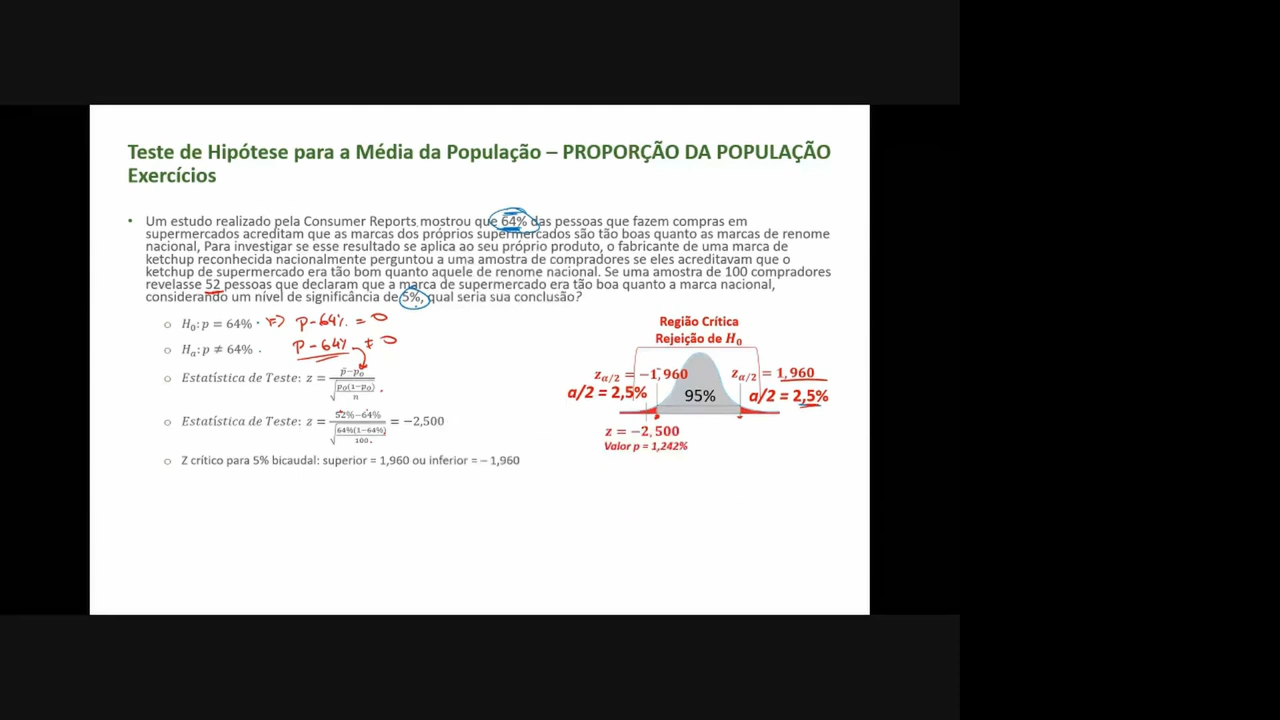 Teste de Hipótese para a Média da População – PROPORÇÃO DA POPULAÇÃO
Exercícios
• Um estudo realizado pela Consumer Reports mostrou que 64% das pessoas que fazem compras em
supermercados acreditam que as marcas dos próprios supermercados são tão boas quanto as marcas de renome
nacional, Para investigar se esse resultado se aplica ao seu próprio produto, o fabricante de uma marca de
ketchup reconhecida nacionalmente perguntou a uma amostra de compradores se eles acreditavam que o
ketchup de supermercado era tão bom quanto aquele de renome nacional. Se uma amostra de 100 compradores
revelasse 52 pessoas que declaram que a marca de supermercado era tão boa quanto a marca nacional,
considerando um nível de significância de 5%, qual seria sua conclusão?
○ H₀: p = 64% => P-64% = 0
○ Hₐ: p ≠ 64% P-64% ≠ 0
○ Estatística de Teste: z = p̄−p₀ / √(p₀(1−p₀) / n)
○ Estatística de Teste: z = 52%−64% / √(64%(1−64%) / 100) = −2,500
○ Z crítico para 5% bicaudal: superior = 1,960 ou inferior = – 1,960
Região Crítica
Rejeição de H₀
z α/2 = −1,960 z α/2 = 1,960
a/2 = 2,5% 95% a/2 = 2,5%
z = −2,500
Valor p = 1,242%